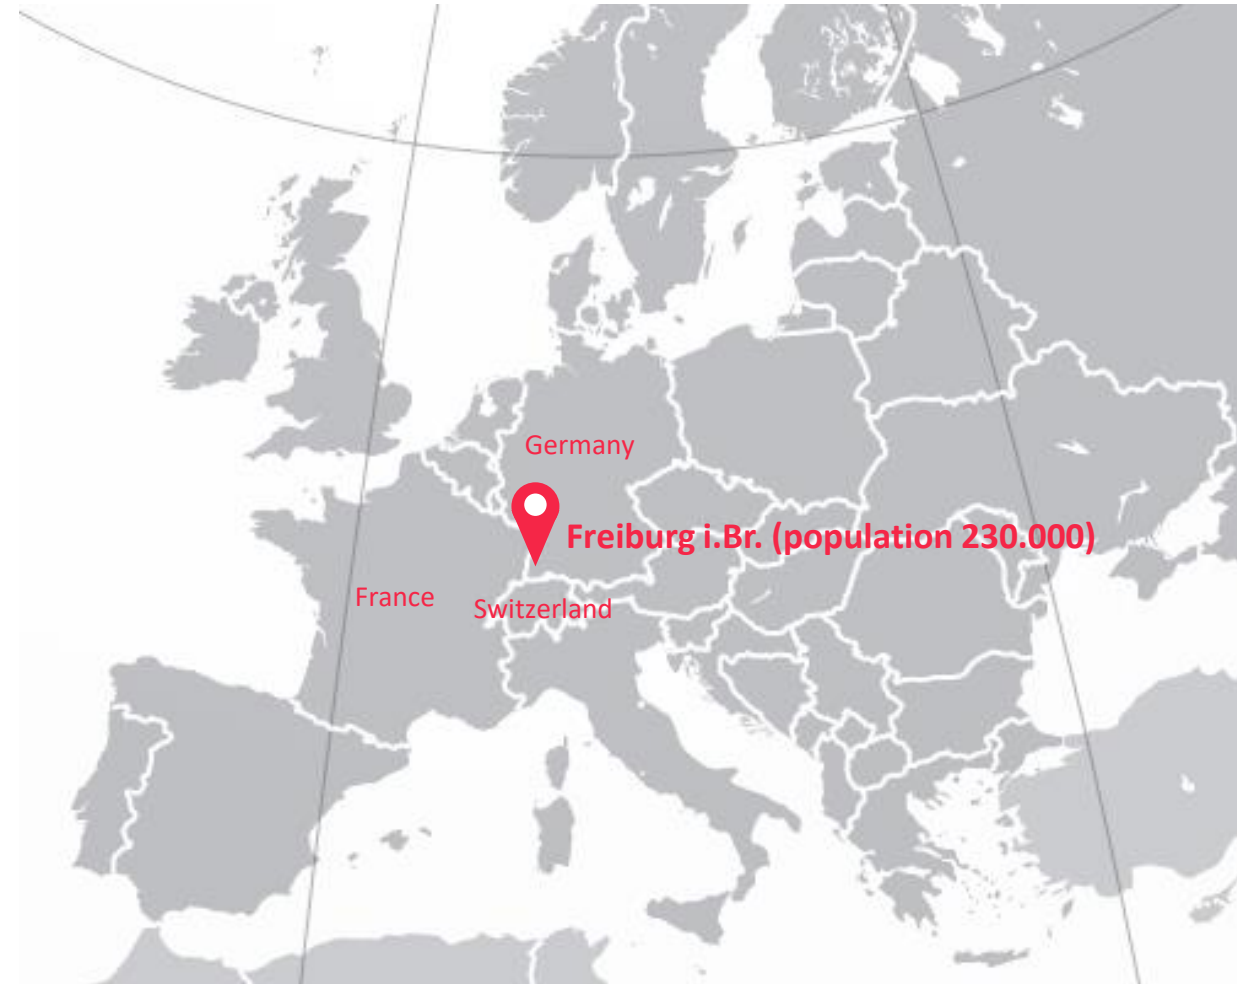 Germany
Freiburg i.Br. (population 230.000)
France
Switzerland